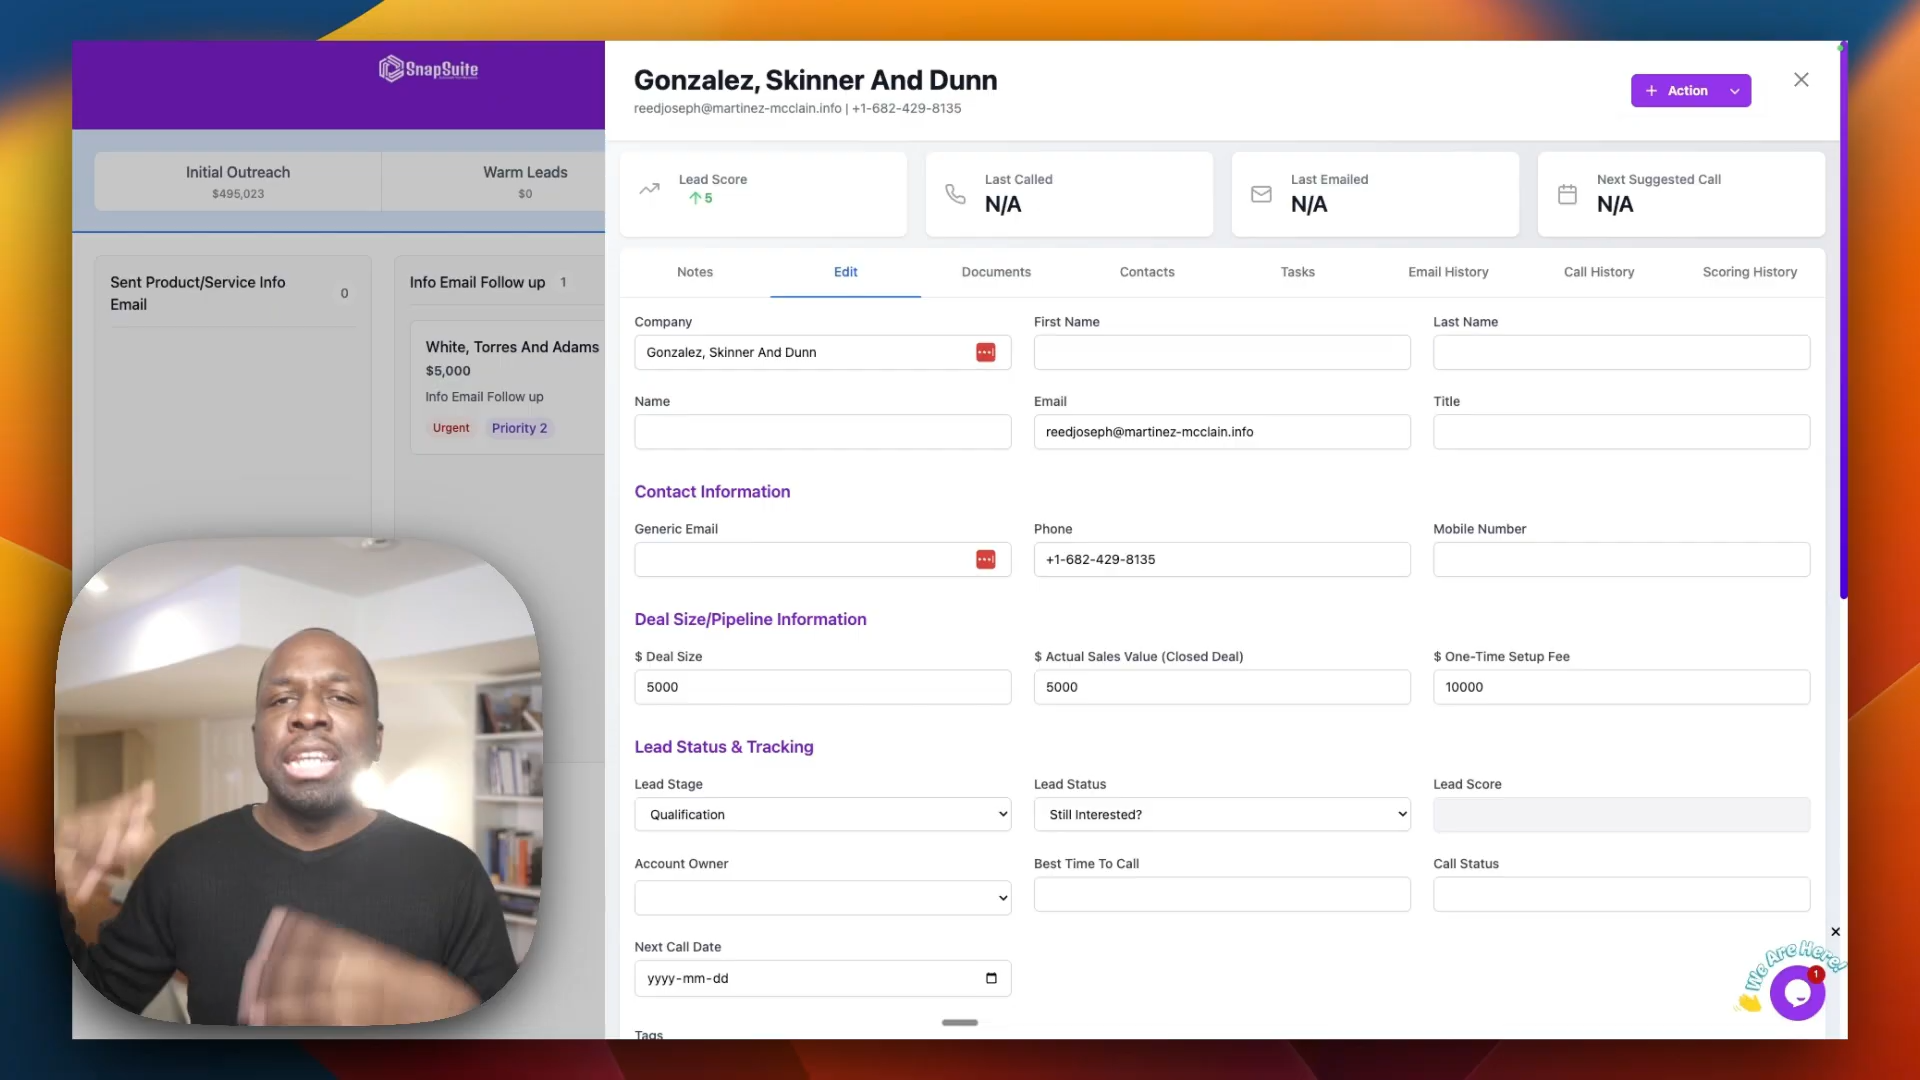 SnapSuite
Initial Outreach
$495,023
Warm Leads
$0
Sent Product/Service Info
Email
0
Info Email Follow up 1
White, Torres And Adams
$5,000
Info Email Follow up
Urgent
Priority 2
Gonzalez, Skinner And Dunn
reedjoseph@martinez-mcclain.info | +1-682-429-8135
+ Action
Lead Score
5
Last Called
N/A
Last Emailed
N/A
Next Suggested Call
N/A
Notes
Edit
Documents
Contacts
Tasks
Email History
Call History
Scoring History
Company
First Name
Last Name
Gonzalez, Skinner And Dunn
Name
Email
Title
reedjoseph@martinez-mcclain.info
Contact Information
Generic Email
Phone
Mobile Number
+1-682-429-8135
Deal Size/Pipeline Information
$ Deal Size
$ Actual Sales Value (Closed Deal)
$ One-Time Setup Fee
5000
5000
10000
Lead Status & Tracking
Lead Stage
Lead Status
Lead Score
Qualification
Still Interested?
Account Owner
Best Time To Call
Call Status
Next Call Date
yyyy-mm-dd
Tags
We Are Here!
1